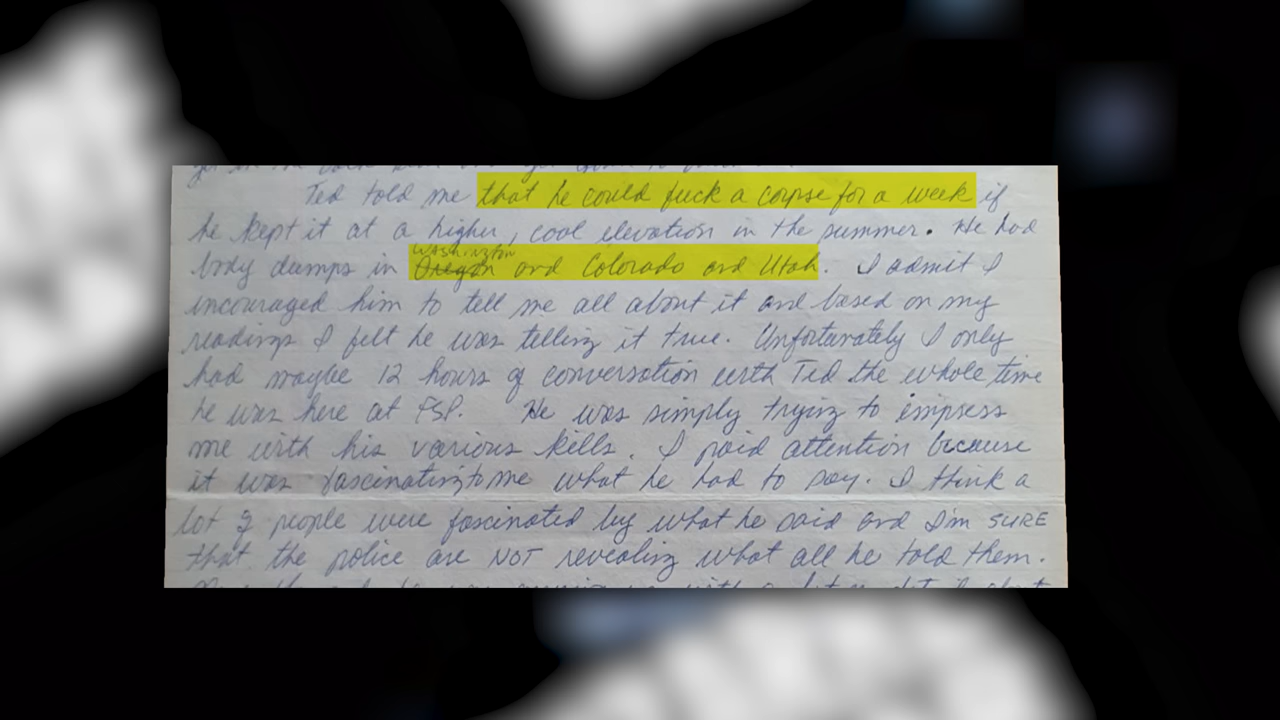 Ted told me that he could fuck a corpse for a week if
he kept it at a higher, cool elevation in the summer. He had
WASHINGTON
body dumps in Oregon and Colorado and Utah. I admit I
incouraged him to tell me all about it and based on my
readings I felt he was telling it true. Unfortunately I only
had maybe 12 hours of conversation with Ted the whole time
he was here at FSP. He was simply trying to impress
me with his various kills. I paid attention because
it was fascinating to me what he had to say. I think a
lot of people were fascinated by what he said and I'm SURE
that the police are NOT revealing what all he told them.